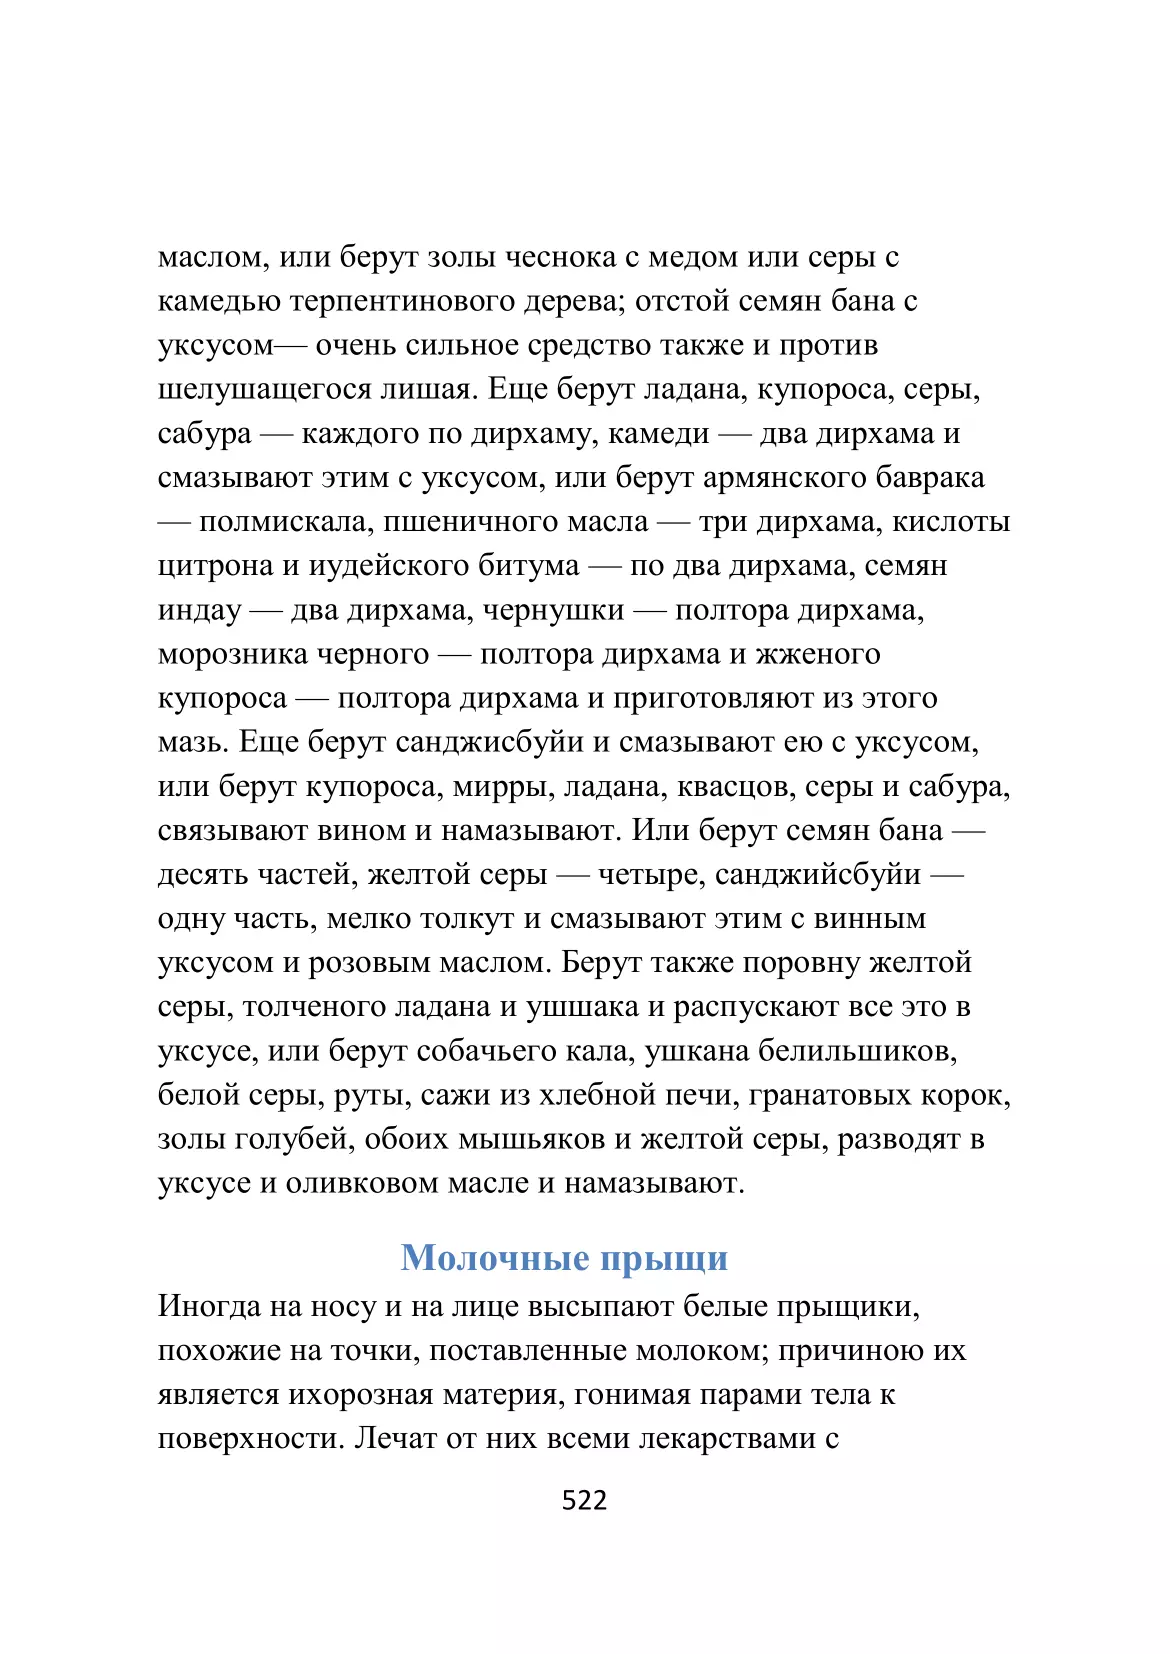 маслом, или берут золы чеснока с медом или серы с
камедью терпентинового дерева; отстой семян бана с
уксусом— очень сильное средство также и против
шелушащегося лишая. Еще берут ладана, купороса, серы,
сабура — каждого по дирхаму, камеди — два дирхама и
смазывают этим с уксусом, или берут армянского баврака
— полмискала, пшеничного масла — три дирхама, кислоты
цитрона и иудейского битума — по два дирхама, семян
индау — два дирхама, чернушки — полтора дирхама,
морозника черного — полтора дирхама и жженого
купороса — полтора дирхама и приготовляют из этого
мазь. Еще берут санджисбуйи и смазывают ею с уксусом,
или берут купороса, мирры, ладана, квасцов, серы и сабура,
связывают вином и намазывают. Или берут семян бана —
десять частей, желтой серы — четыре, санджийсбуйи —
одну часть, мелко толкут и смазывают этим с винным
уксусом и розовым маслом. Берут также поровну желтой
серы, толченого ладана и ушшака и распускают все это в
уксусе, или берут собачьего кала, ушкана белильшиков,
белой серы, руты, сажи из хлебной печи, гранатовых корок,
золы голубей, обоих мышьяков и желтой серы, разводят в
уксусе и оливковом масле и намазывают.
Молочные прыщи
Иногда на носу и на лице высыпают белые прыщики,
похожие на точки, поставленные молоком; причиною их
является ихорозная материя, гонимая парами тела к
поверхности. Лечат от них всеми лекарствами с
522